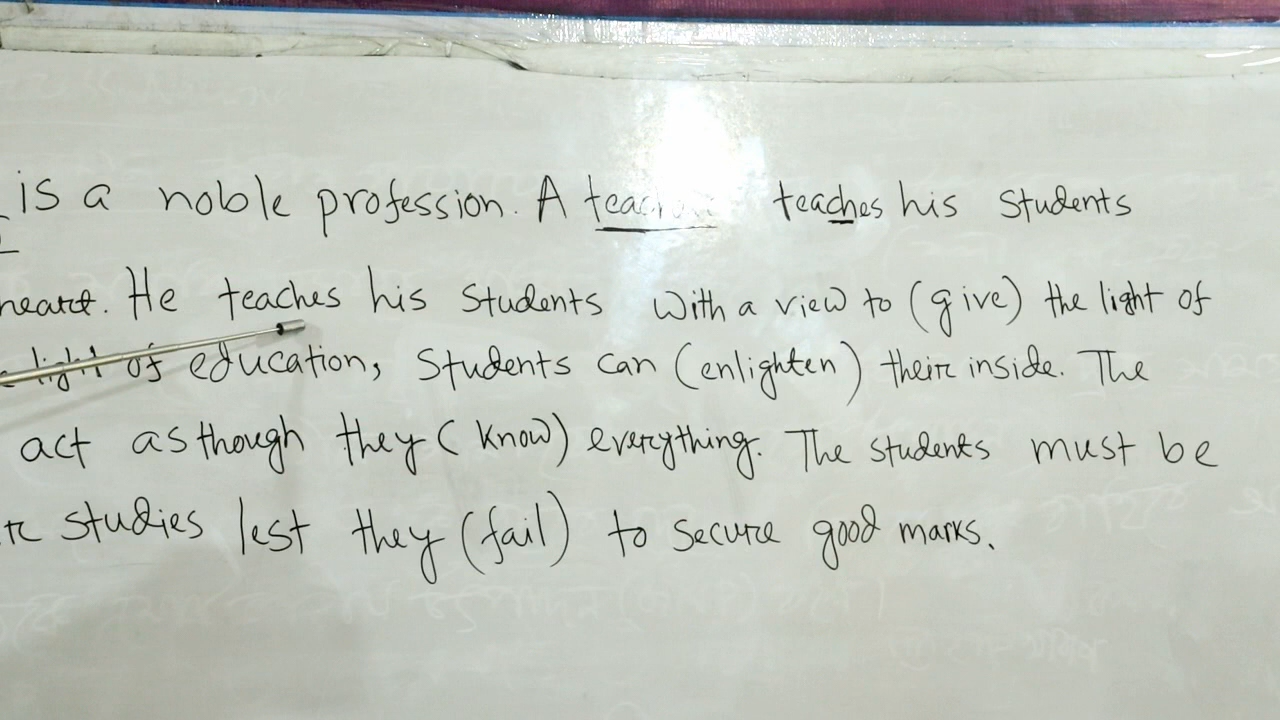 is a noble profession. A teaches his students
heart. He teaches his students with a view to (give) the light of
light of education, students can (enlighten) their inside. The
act as though they (know) everything. The students must be
studies lest they (fail) to secure good marks.